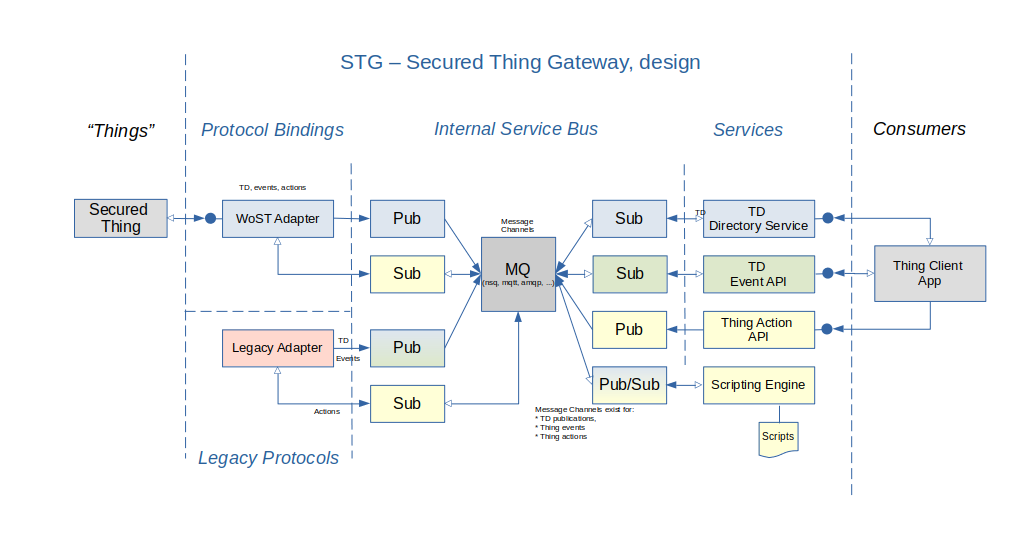 STG – Secured Thing Gateway, design
“Things”
Protocol Bindings
Internal Service Bus
Services
Consumers
TD, events, actions
Secured
Thing
WoST Adapter
Pub
Message
Channels
Sub
TD
TD
Directory Service
Sub
MQ
(nsq, mqtt, amqp, ...)
Sub
TD
Event API
Thing Client
App
Legacy Adapter
TD
Events
Pub
Pub
Thing Action
API
Actions
Sub
Pub/Sub
Scripting Engine
Message Channels exist for:
* TD publications,
* Thing events
* Thing actions
Scripts
Legacy Protocols